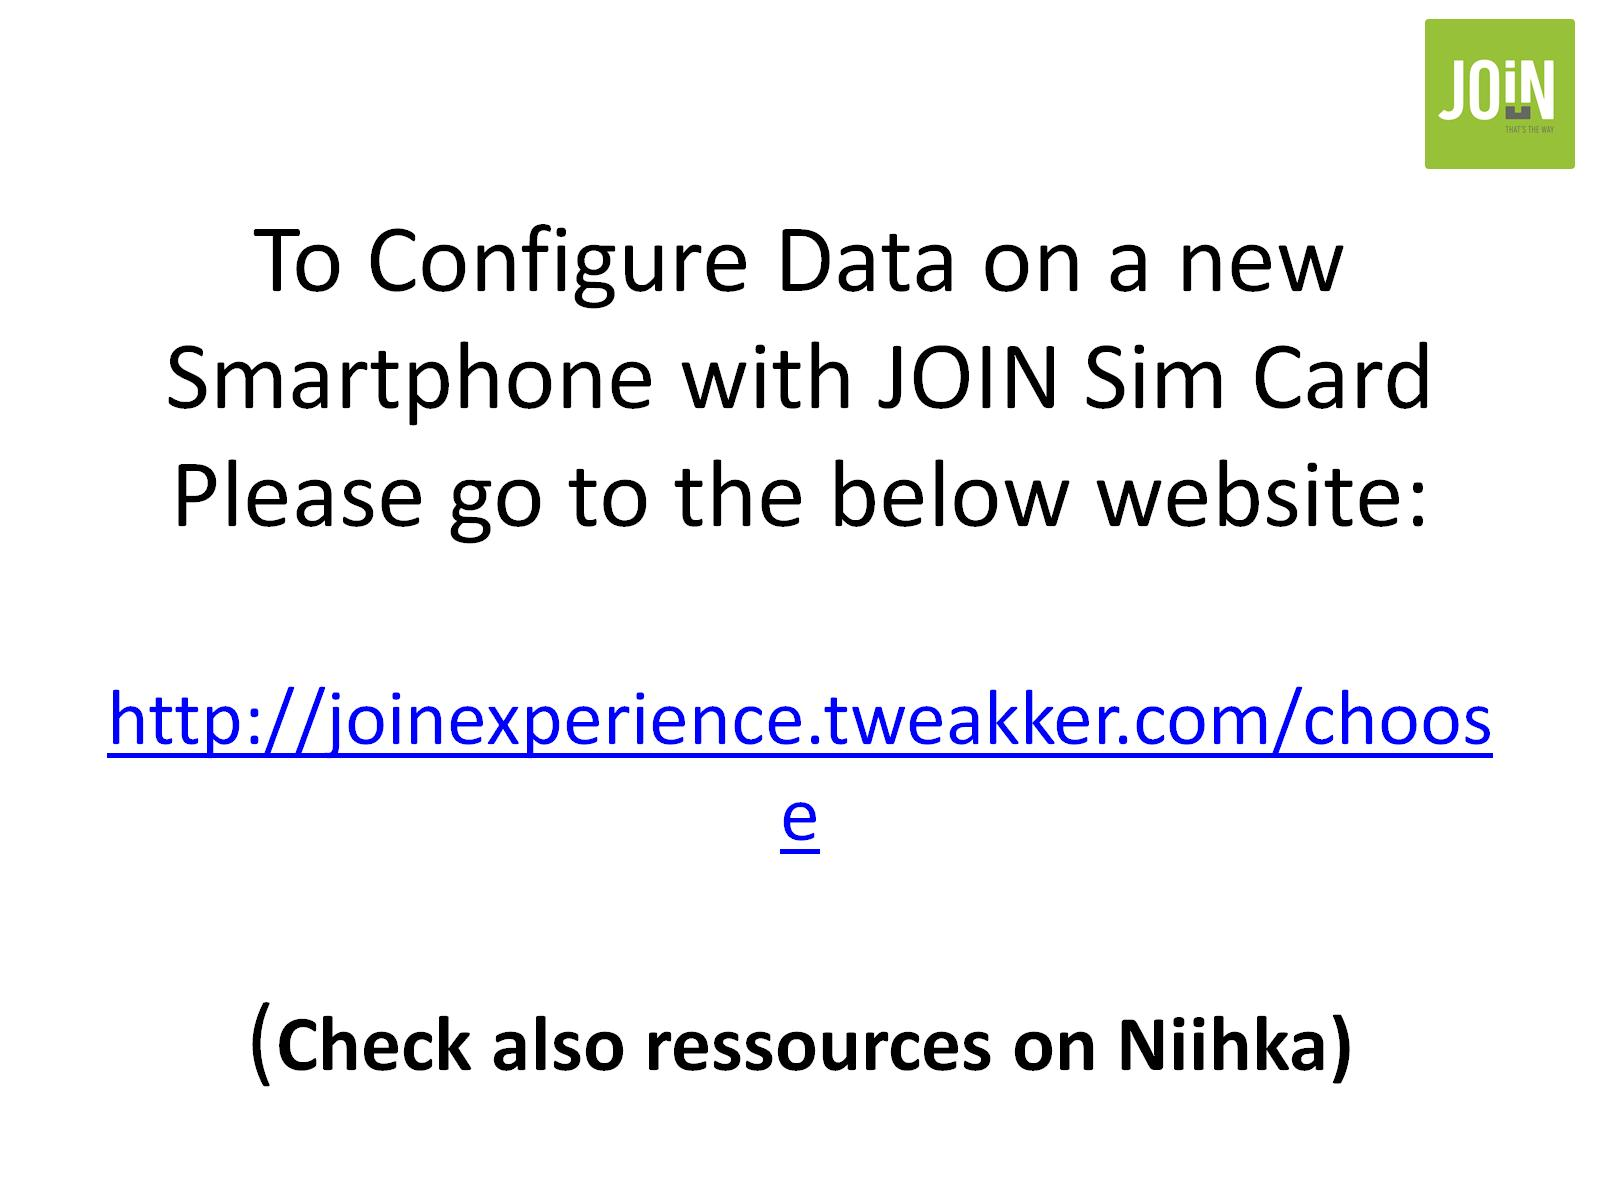 JOiN
THAT'S THE WAY
To Configure Data on a new
Smartphone with JOIN Sim Card
Please go to the below website:
http://joinexperience.tweakker.com/choos
e
(Check also ressources on Niihka)